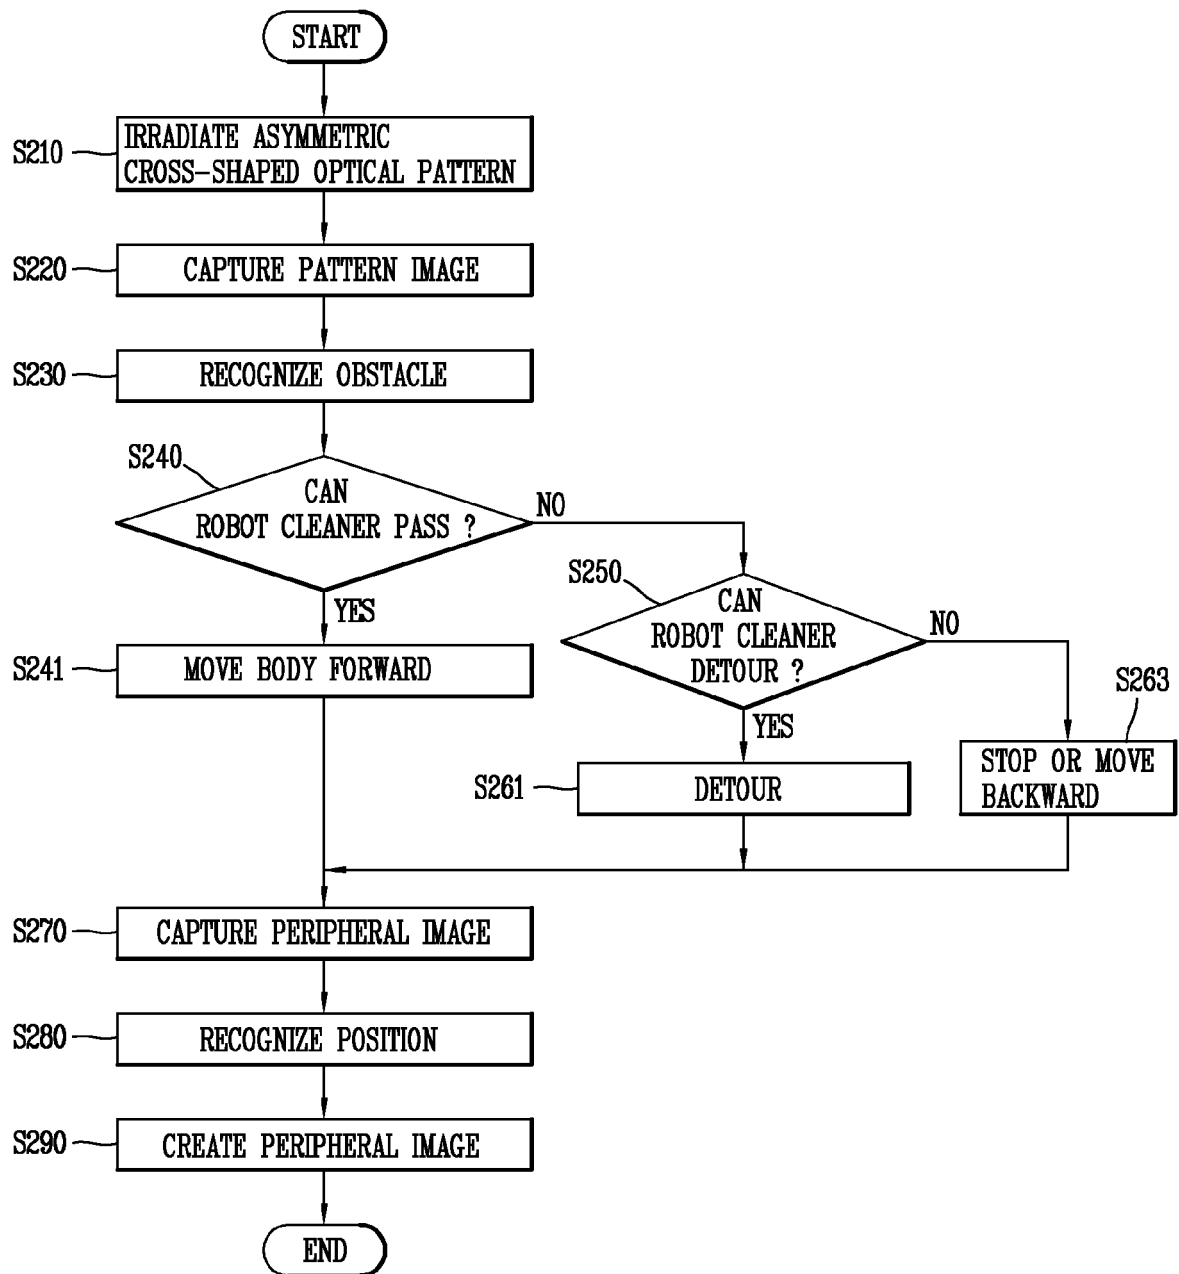 START
S210
IRRADIATE ASYMMETRIC
CROSS-SHAPED OPTICAL PATTERN
S220
CAPTURE PATTERN IMAGE
S230
RECOGNIZE OBSTACLE
S240
CAN
ROBOT CLEANER PASS ?
NO
YES
S250
CAN
ROBOT CLEANER
DETOUR ?
NO
YES
S241
MOVE BODY FORWARD
S261
DETOUR
S263
STOP OR MOVE
BACKWARD
S270
CAPTURE PERIPHERAL IMAGE
S280
RECOGNIZE POSITION
S290
CREATE PERIPHERAL IMAGE
END